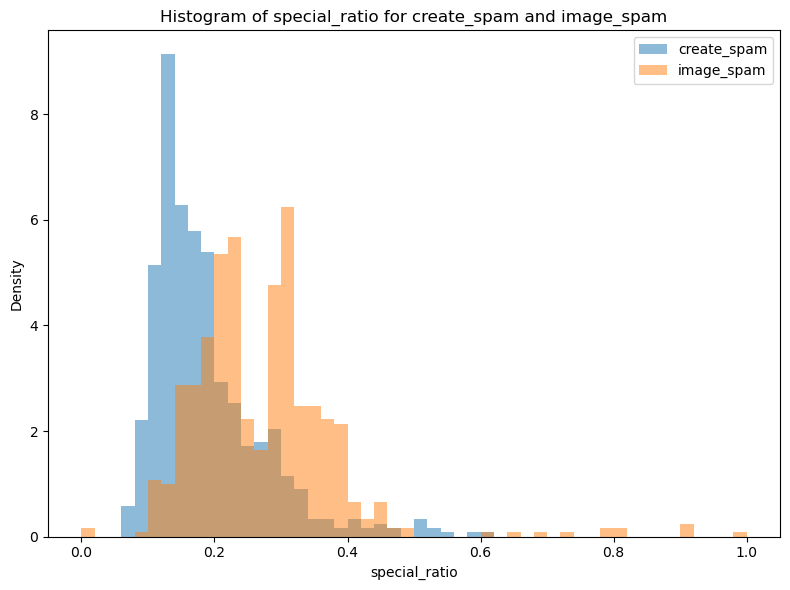 Histogram of special_ratio for create_spam and image_spam
create_spam
image_spam
8
6
4
2
0
Density
0.0 0.2 0.4 0.6 0.8 1.0
special_ratio